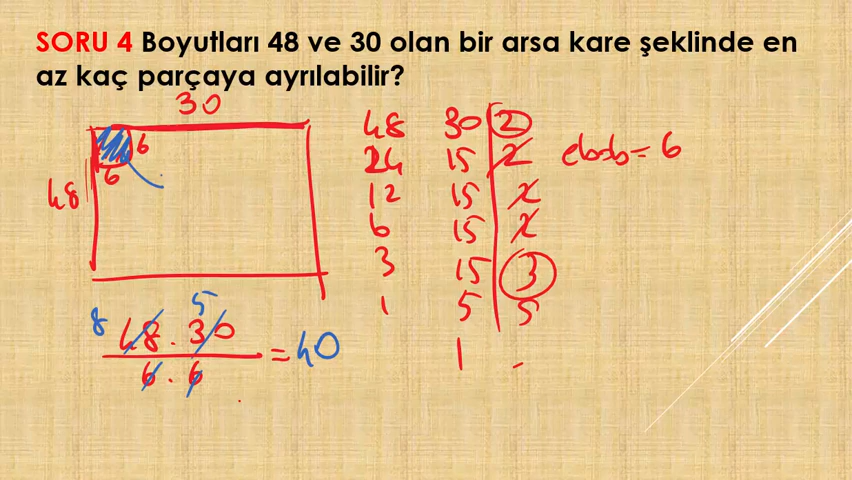 SORU 4 Boyutları 48 ve 30 olan bir arsa kare şeklinde en
az kaç parçaya ayrılabilir?
30
6
6
48
48 30 2
24 15 2
12 15 2
6 15 2
3 15 3
1 5 5
1
ebob = 6
8 5
48 . 30
6 . 6
= 40